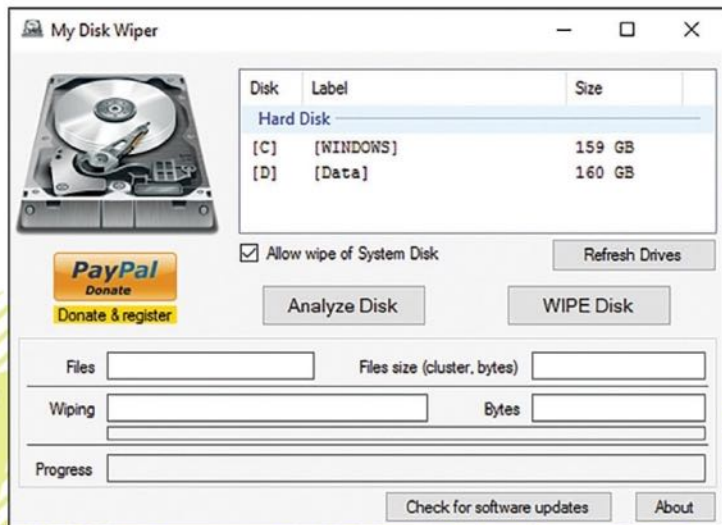 My Disk Wiper
Disk Label Size
Hard Disk
[C] [WINDOWS] 159 GB
[D] [Data] 160 GB
Allow wipe of System Disk
Refresh Drives
PayPal
Donate
Donate & register
Analyze Disk
WIPE Disk
Files
Files size (cluster, bytes)
Wiping
Bytes
Progress
Check for software updates
About